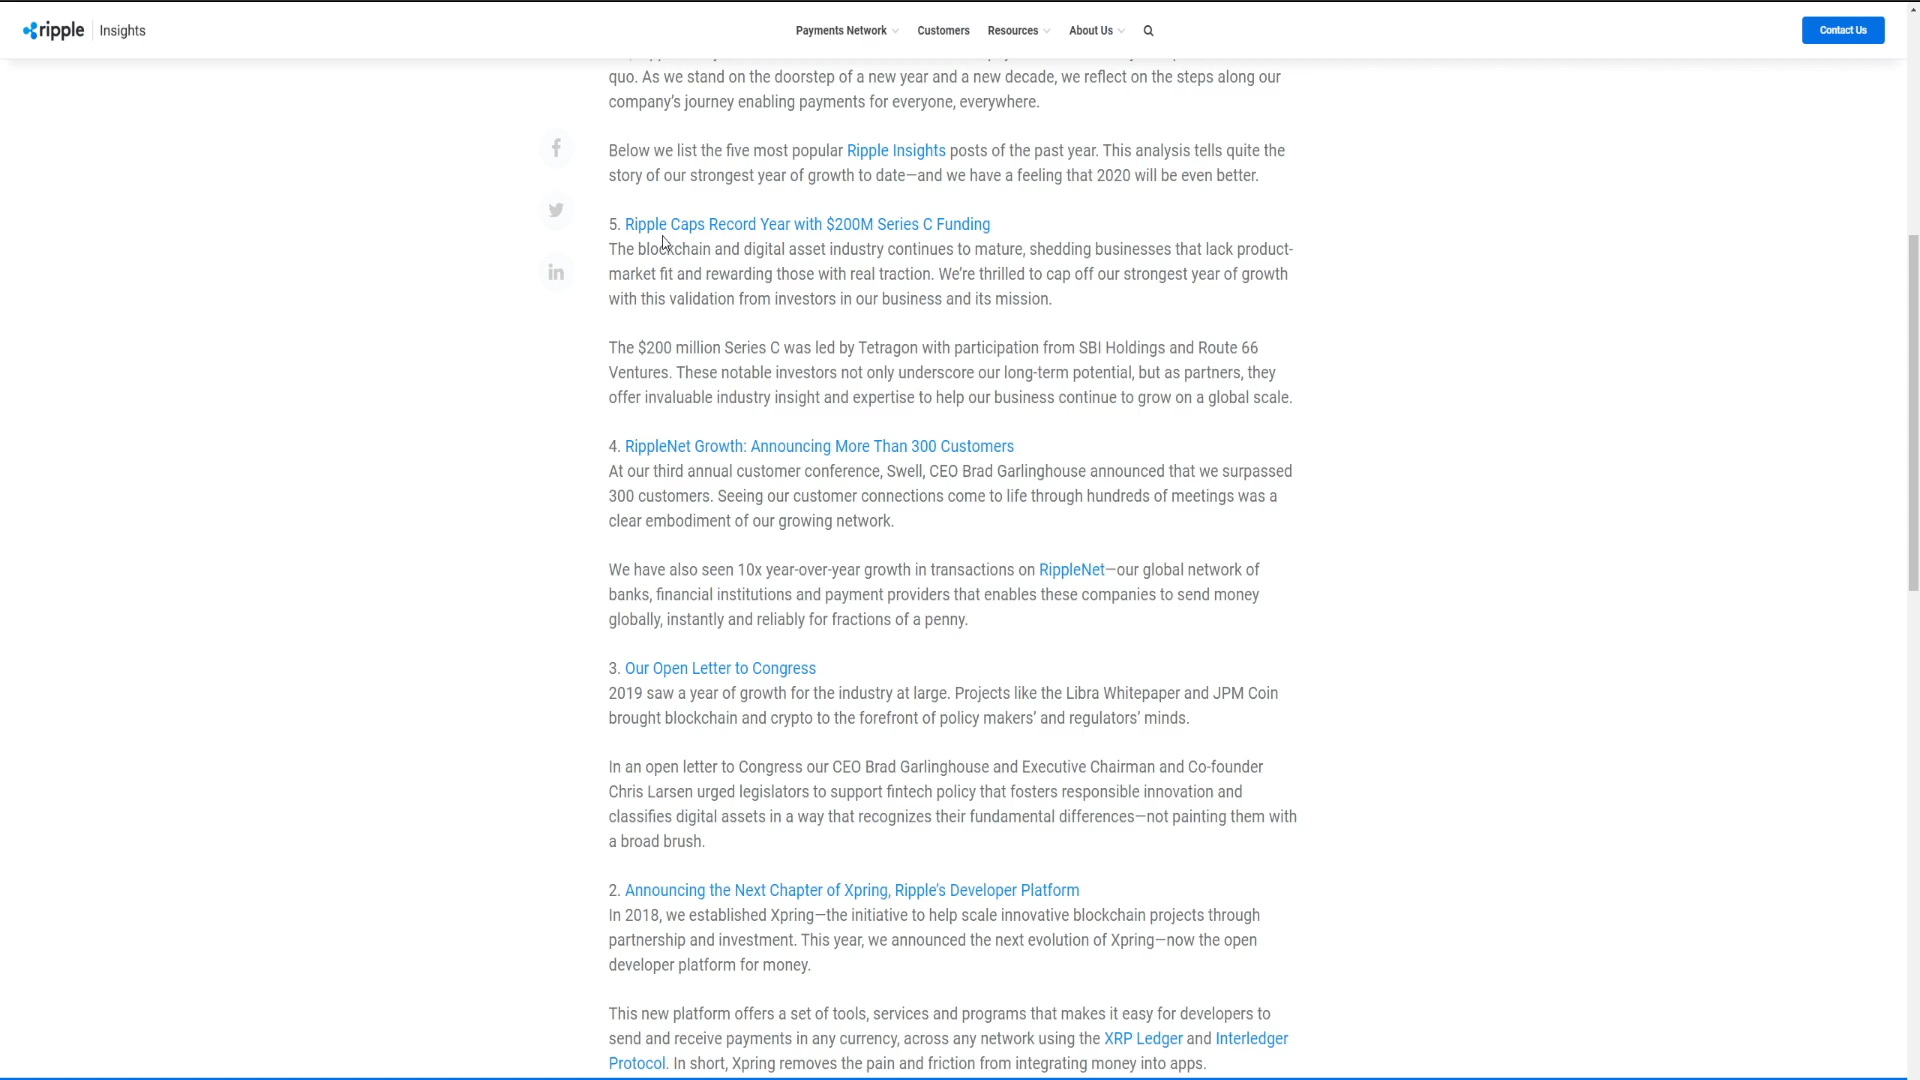 ripple Insights
Payments Network
Customers
Resources
About Us
Contact Us
quo. As we stand on the doorstep of a new year and a new decade, we reflect on the steps along our
company’s journey enabling payments for everyone, everywhere.
Below we list the five most popular Ripple Insights posts of the past year. This analysis tells quite the
story of our strongest year of growth to date—and we have a feeling that 2020 will be even better.
5. Ripple Caps Record Year with $200M Series C Funding
The blockchain and digital asset industry continues to mature, shedding businesses that lack product-
market fit and rewarding those with real traction. We’re thrilled to cap off our strongest year of growth
with this validation from investors in our business and its mission.
The $200 million Series C was led by Tetragon with participation from SBI Holdings and Route 66
Ventures. These notable investors not only underscore our long-term potential, but as partners, they
offer invaluable industry insight and expertise to help our business continue to grow on a global scale.
4. RippleNet Growth: Announcing More Than 300 Customers
At our third annual customer conference, Swell, CEO Brad Garlinghouse announced that we surpassed
300 customers. Seeing our customer connections come to life through hundreds of meetings was a
clear embodiment of our growing network.
We have also seen 10x year-over-year growth in transactions on RippleNet—our global network of
banks, financial institutions and payment providers that enables these companies to send money
globally, instantly and reliably for fractions of a penny.
3. Our Open Letter to Congress
2019 saw a year of growth for the industry at large. Projects like the Libra Whitepaper and JPM Coin
brought blockchain and crypto to the forefront of policy makers’ and regulators’ minds.
In an open letter to Congress our CEO Brad Garlinghouse and Executive Chairman and Co-founder
Chris Larsen urged legislators to support fintech policy that fosters responsible innovation and
classifies digital assets in a way that recognizes their fundamental differences—not painting them with
a broad brush.
2. Announcing the Next Chapter of Xpring, Ripple’s Developer Platform
In 2018, we established Xpring—the initiative to help scale innovative blockchain projects through
partnership and investment. This year, we announced the next evolution of Xpring—now the open
developer platform for money.
This new platform offers a set of tools, services and programs that makes it easy for developers to
send and receive payments in any currency, across any network using the XRP Ledger and Interledger
Protocol. In short, Xpring removes the pain and friction from integrating money into apps.